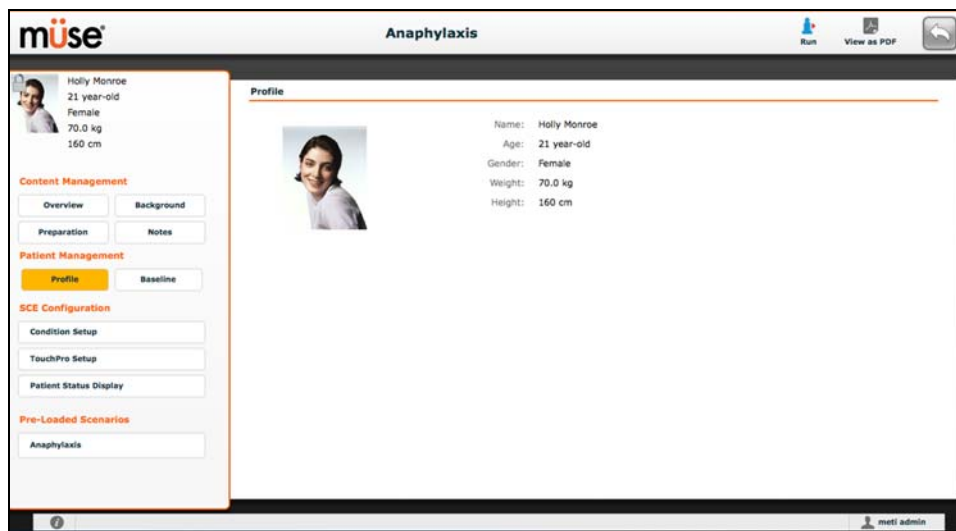 müse
Anaphylaxis
Run
View as PDF
Holly Monroe
21 year-old
Female
70.0 kg
160 cm
Content Management
Overview
Background
Preparation
Notes
Patient Management
Profile
Baseline
SCE Configuration
Condition Setup
TouchPro Setup
Patient Status Display
Pre-Loaded Scenarios
Anaphylaxis
Profile
Name: Holly Monroe
Age: 21 year-old
Gender: Female
Weight: 70.0 kg
Height: 160 cm
meti admin